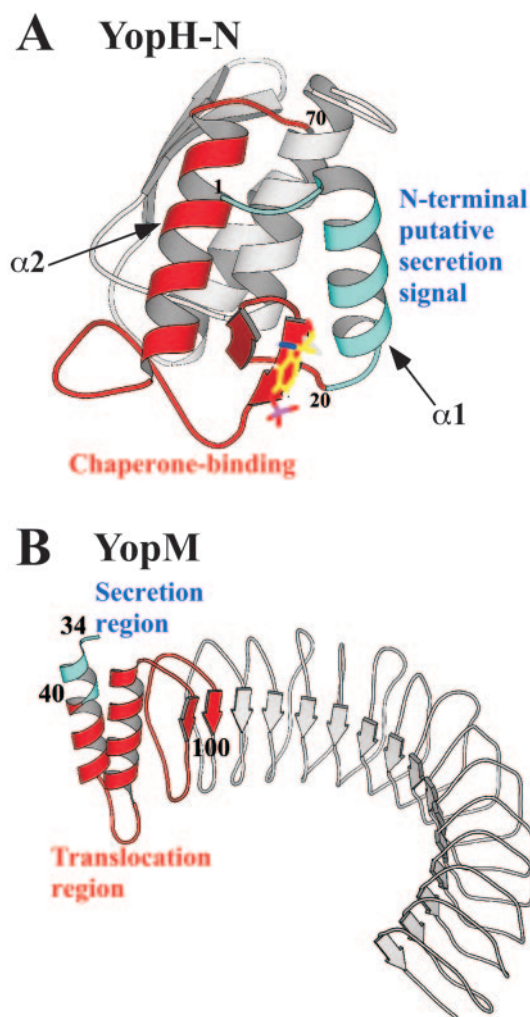 A YopH-N
70
1
N-terminal
putative
secretion
signal
α2
20
α1
Chaperone-binding
B YopM
Secretion
region
34
40
100
Translocation
region